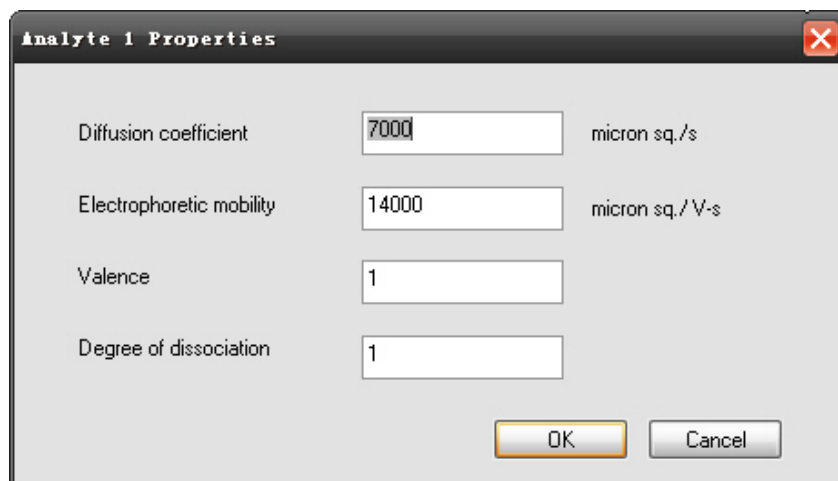 Analyte 1 Properties
Diffusion coefficient 7000 micron sq./s
Electrophoretic mobility 14000 micron sq./ V-s
Valence 1
Degree of dissociation 1
OK Cancel